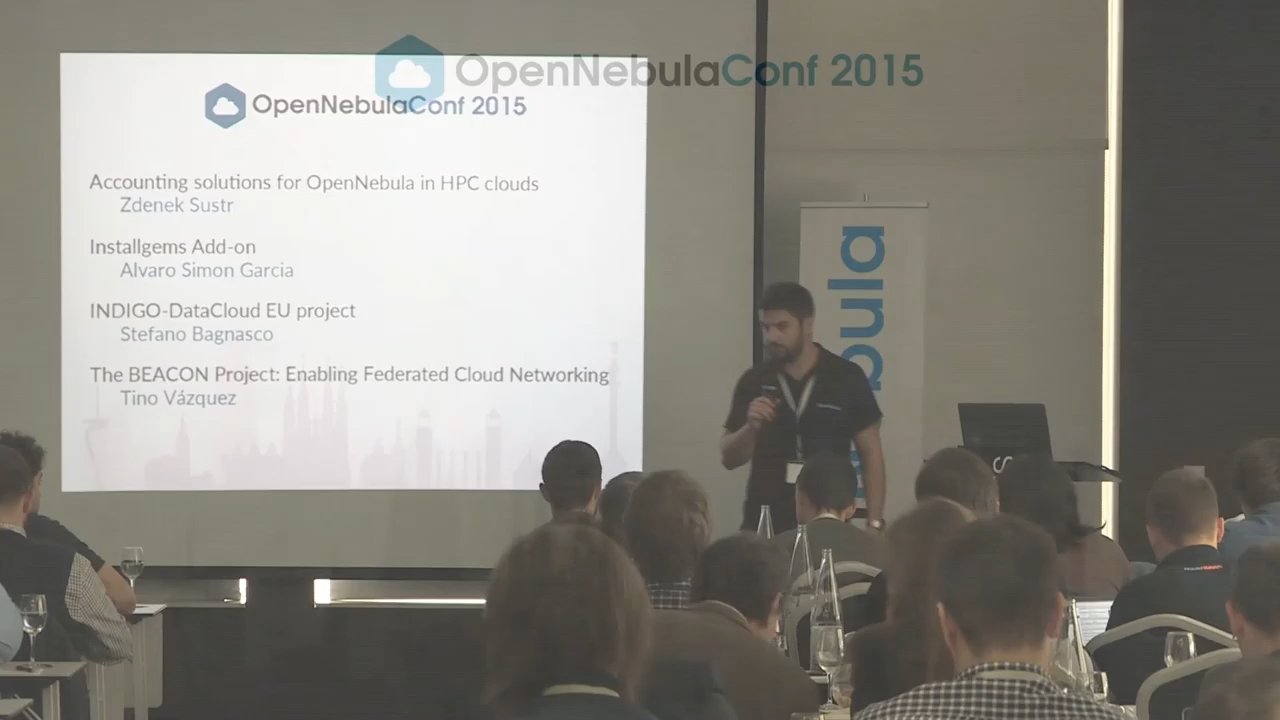 OpenNebulaConf 2015
OpenNebulaConf 2015
Accounting solutions for OpenNebula in HPC clouds
Zdenek Sustr
Installgems Add-on
Alvaro Simon Garcia
INDIGO-DataCloud EU project
Stefano Bagnasco
The BEACON Project: Enabling Federated Cloud Networking
Tino Vázquez
bula